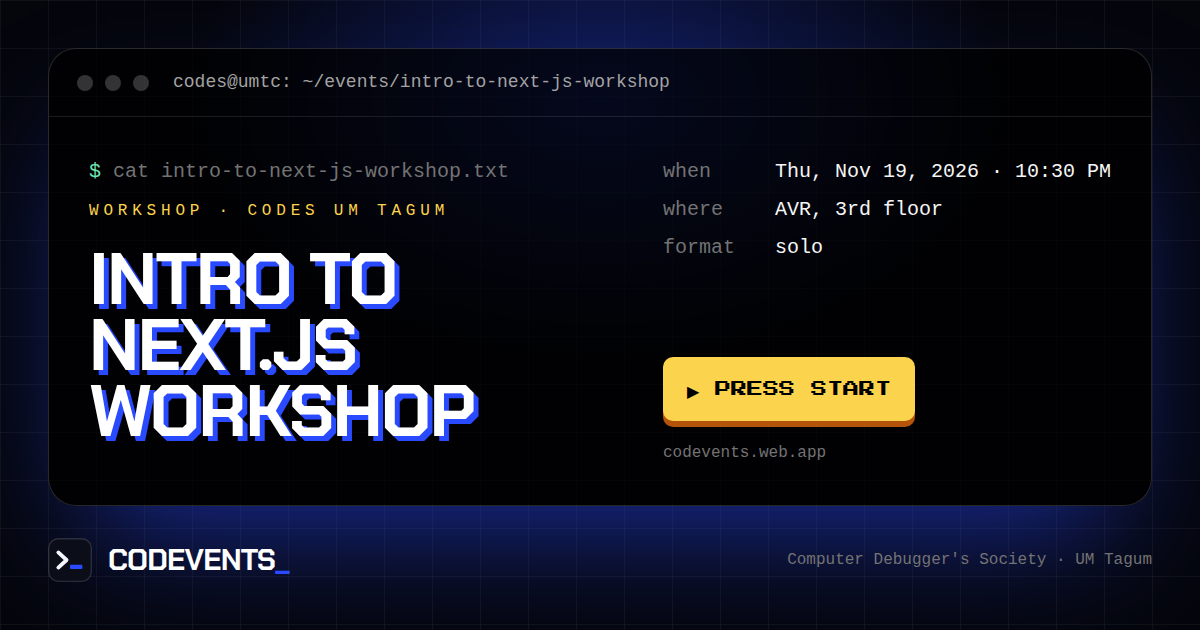 codes@umtc: ~/events/intro-to-next-js-workshop
$ cat intro-to-next-js-workshop.txt
WORKSHOP · CODES UM TAGUM
INTRO TO
NEXT.JS
WORKSHOP
when Thu, Nov 19, 2026 · 10:30 PM
where AVR, 3rd floor
format solo
▶ PRESS START
codevents.web.app
CODEVENTS_
Computer Debugger's Society · UM Tagum